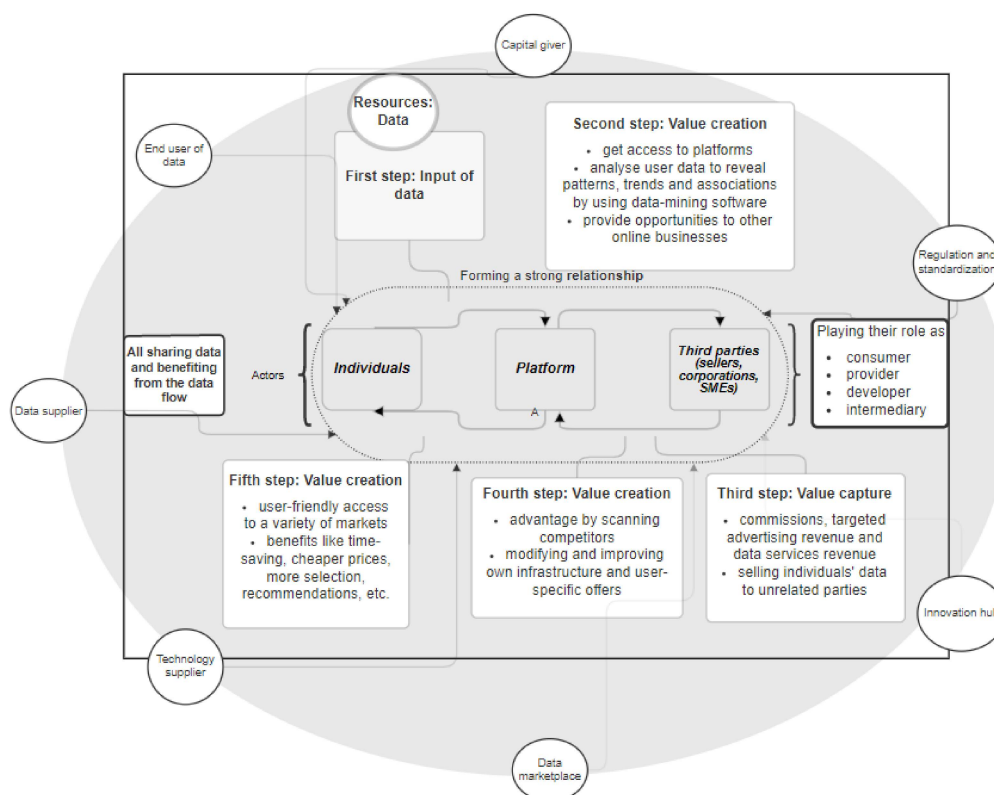 Capital giver
Resources:
Data
First step: Input of
data
Second step: Value creation
• get access to platforms
• analyse user data to reveal
patterns, trends and associations
by using data-mining software
• provide opportunities to other
online businesses
End user of
data
Regulation and
standardization
Forming a strong relationship
All sharing data
and benefiting
from the data
flow
Actors
Individuals
Platform
A
Third parties
(sellers,
corporations,
SMEs)
Playing their role as
• consumer
• provider
• developer
• intermediary
Data supplier
Fifth step: Value creation
• user-friendly access
to a variety of markets
• benefits like time-
saving, cheaper prices,
more selection,
recommendations, etc.
Fourth step: Value creation
• advantage by scanning
competitors
• modifying and improving
own infrastructure and user-
specific offers
Third step: Value capture
• commissions, targeted
advertising revenue and
data services revenue
• selling individuals' data
to unrelated parties
Innovation hub
Technology
supplier
Data
marketplace